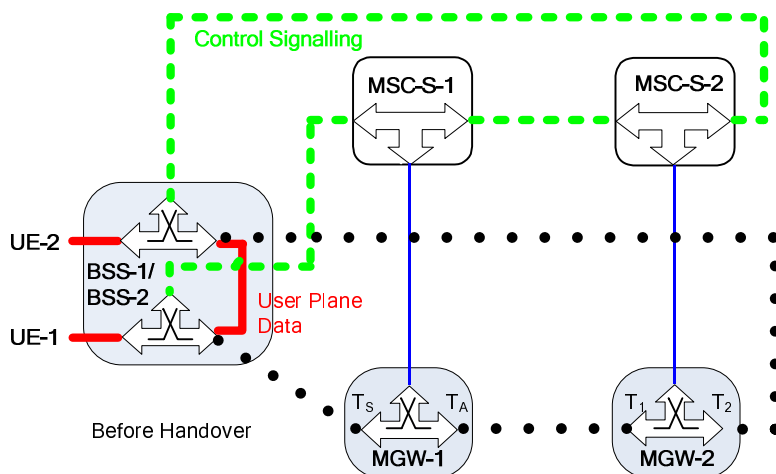 Control Signalling
MSC-S-1
MSC-S-2
UE-2
BSS-1/
BSS-2
User Plane
Data
UE-1
TS
TA
T1
T2
Before Handover
MGW-1
MGW-2